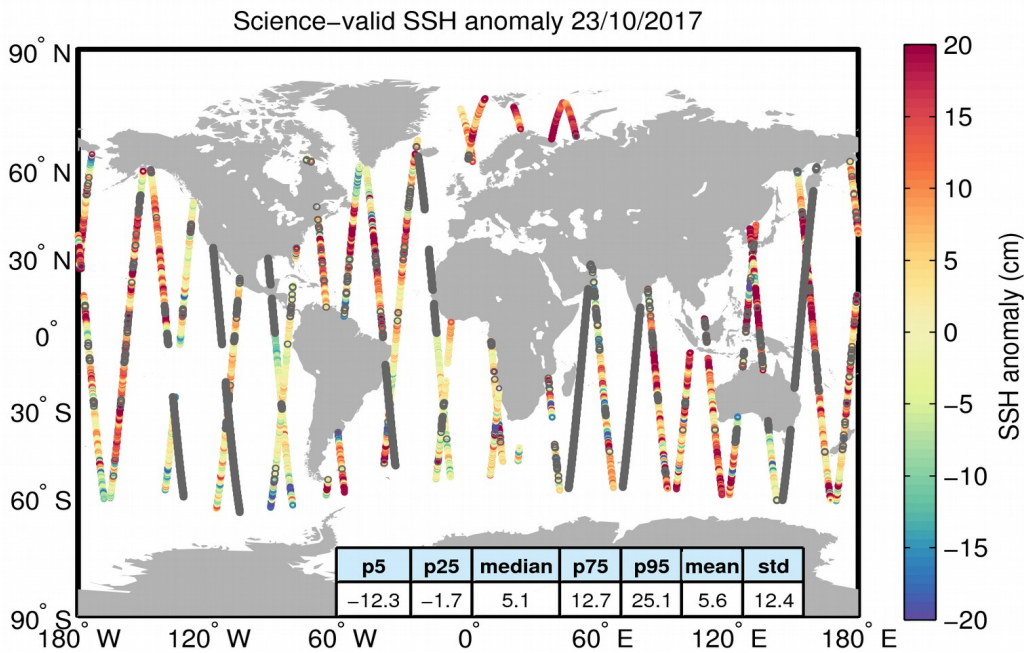 Science−valid SSH anomaly 23/10/2017
90° N
60° N
30° N
0°
30° S
60° S
90° S
180° W
120° W
60° W
0°
60° E
120° E
180° E
p5 p25 median p75 p95 mean std
−12.3 −1.7 5.1 12.7 25.1 5.6 12.4
20
15
10
5
0
−5
−10
−15
−20
SSH anomaly (cm)